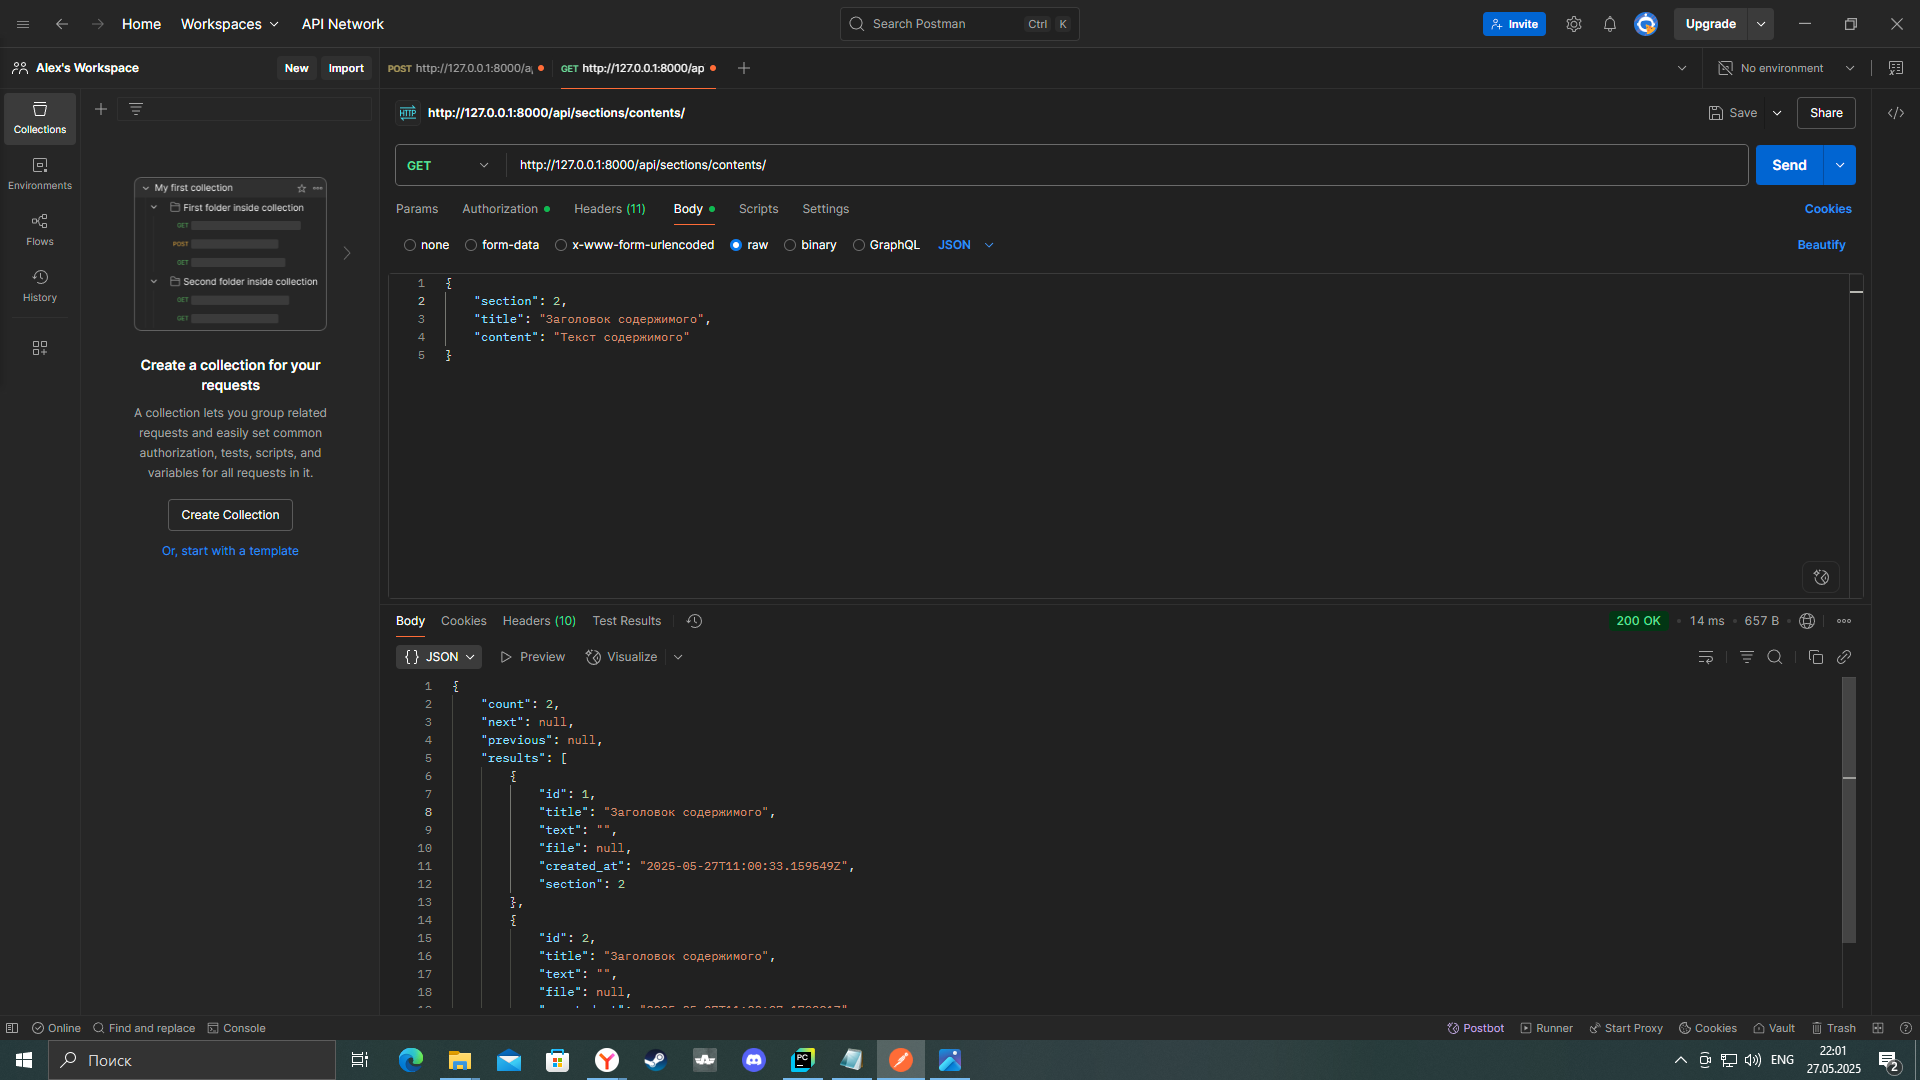 Home
Workspaces
API Network
Search Postman
Ctrl
K
Invite
Upgrade
Alex's Workspace
New
Import
POST http://127.0.0.1:8000/a
GET http://127.0.0.1:8000/ap
No environment
Collections
Environments
Flows
History
My first collection
First folder inside collection
GET
POST
GET
Second folder inside collection
GET
GET
Create a collection for your
requests
A collection lets you group related
requests and easily set common
authorization, tests, scripts, and
variables for all requests in it.
Create Collection
Or, start with a template
HTTP
http://127.0.0.1:8000/api/sections/contents/
Save
Share
GET
http://127.0.0.1:8000/api/sections/contents/
Send
Params
Authorization
Headers (11)
Body
Scripts
Settings
Cookies
none
form-data
x-www-form-urlencoded
raw
binary
GraphQL
JSON
Beautify
1 {
2 "section": 2,
3 "title": "Заголовок содержимого",
4 "content": "Текст содержимого"
5 }
Body
Cookies
Headers (10)
Test Results
200 OK
14 ms
657 B
{} JSON
Preview
Visualize
1 {
2 "count": 2,
3 "next": null,
4 "previous": null,
5 "results": [
6 {
7 "id": 1,
8 "title": "Заголовок содержимого",
9 "text": "",
10 "file": null,
11 "created_at": "2025-05-27T11:00:33.159549Z",
12 "section": 2
13 },
14 {
15 "id": 2,
16 "title": "Заголовок содержимого",
17 "text": "",
18 "file": null,
Online
Find and replace
Console
Postbot
Runner
Start Proxy
Cookies
Vault
Trash
Поиск
PC
ENG
22:01
27.05.2025
2